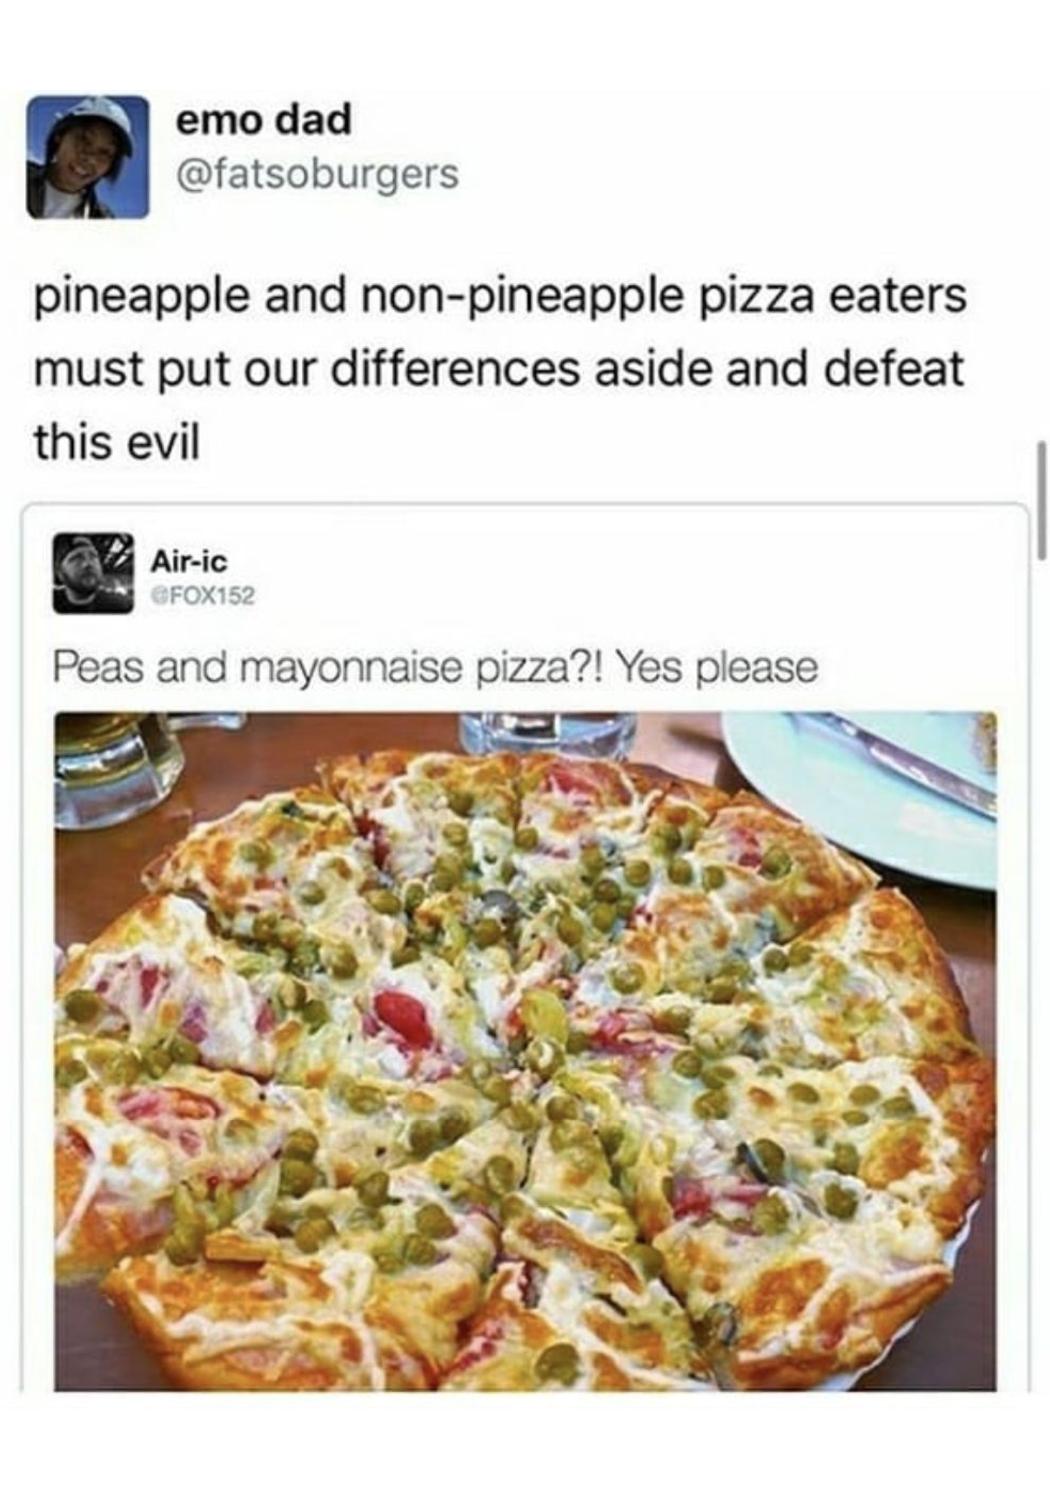 emo dad
@fatsoburgers
pineapple and non-pineapple pizza eaters
must put our differences aside and defeat
this evil
Air-ic
@FOX152
Peas and mayonnaise pizza?! Yes please